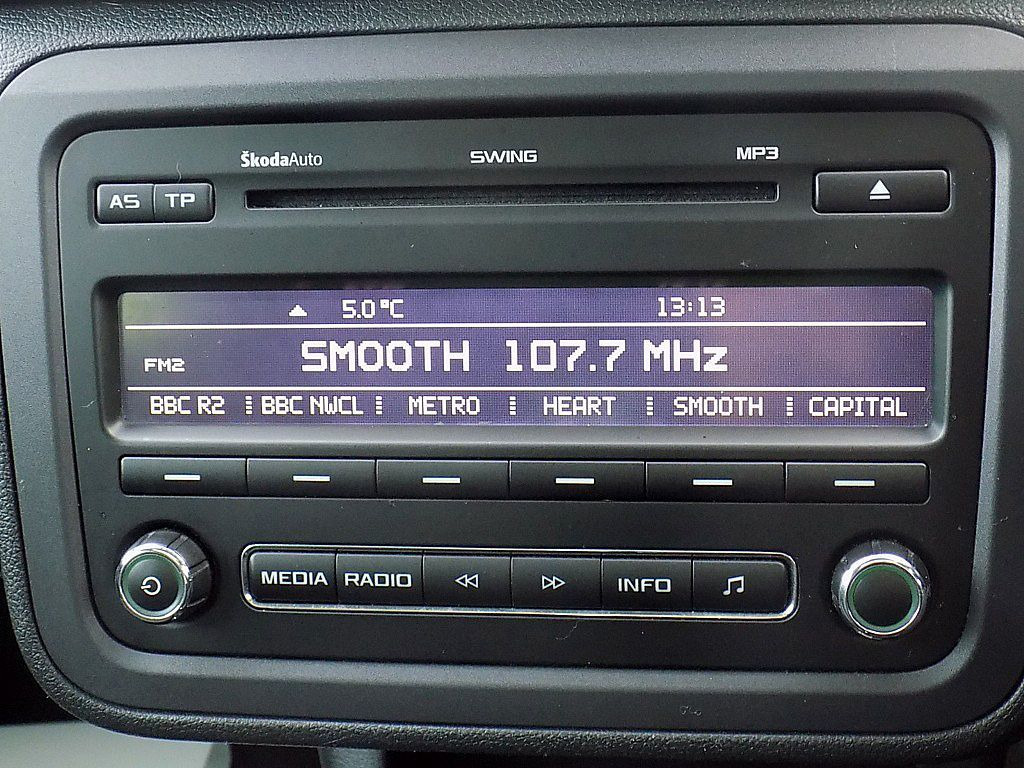 ŠkodaAuto SWING MP3
AS TP
5.0 °C 13:13
FM2 SMOOTH 107.7 MHz
BBC R2 BBC NWCL METRO HEART SMOOTH CAPITAL
MEDIA RADIO INFO